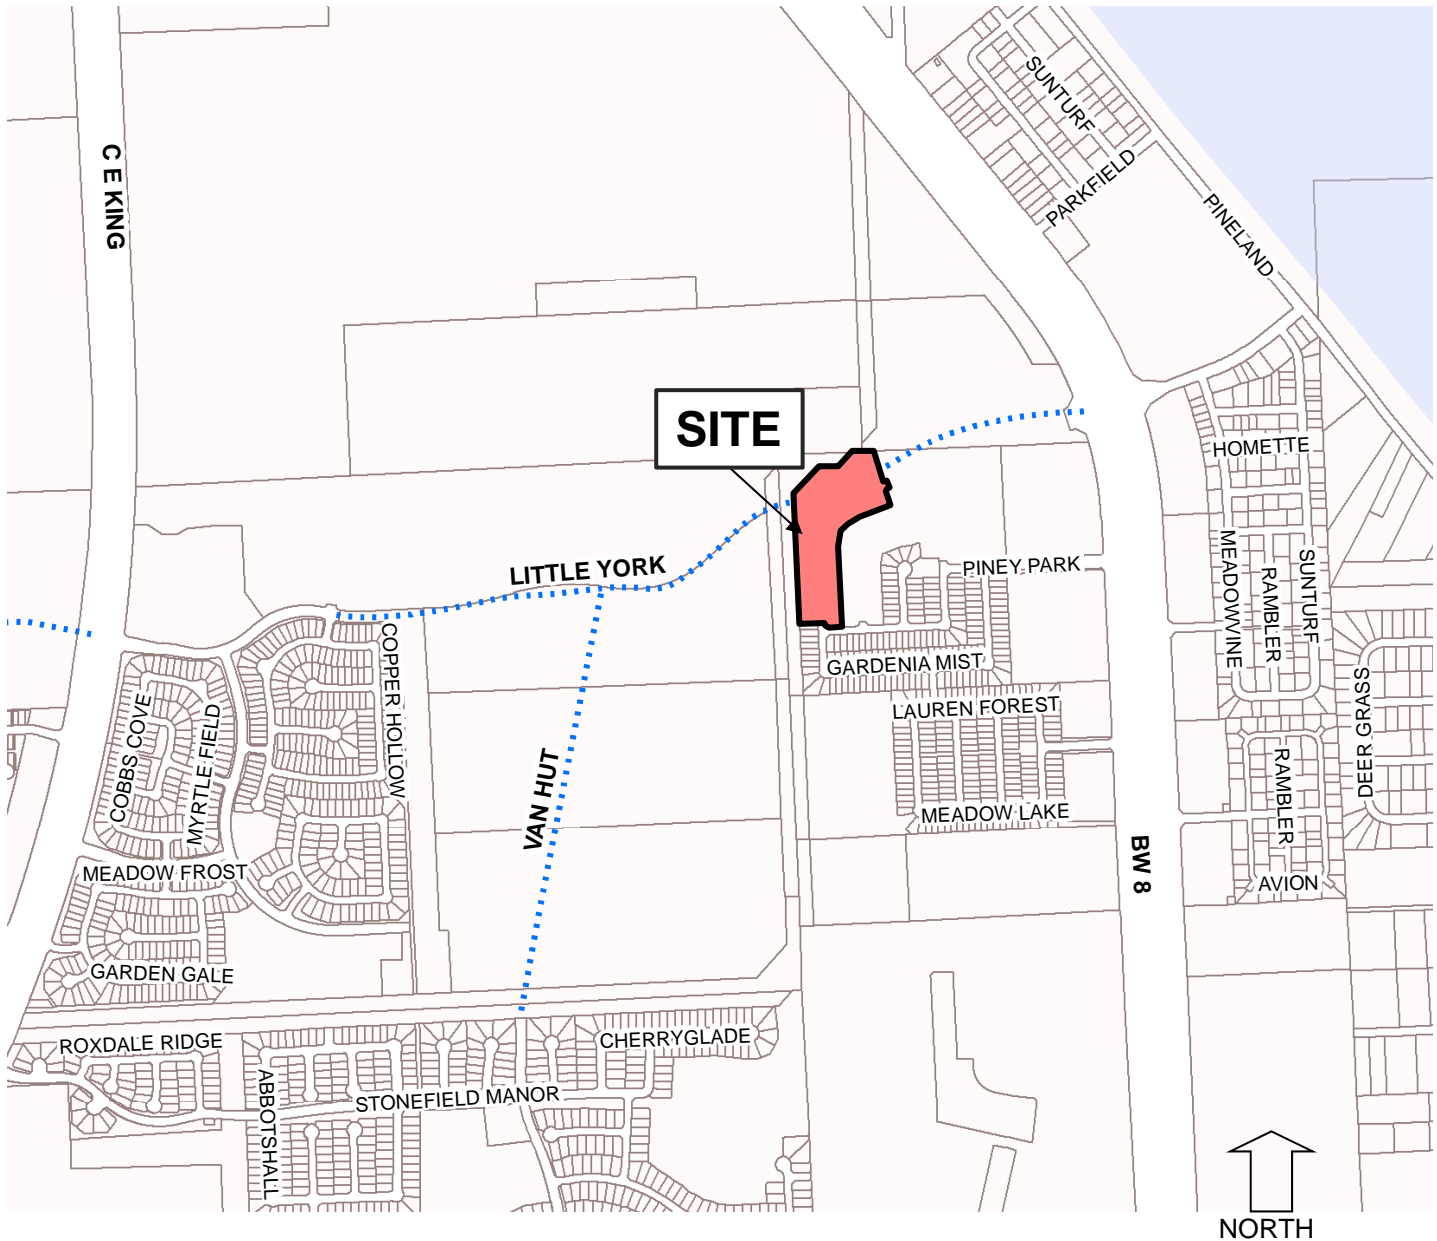 SUNTURF
PARKFIELD
C E KING
PINELAND
SITE
HOMETTE
LITTLE YORK
PINEY PARK
MEADOWVINE
RAMBLER
SUNTURF
COPPER HOLLOW
GARDENIA MIST
LAUREN FOREST
COBBS COVE
MYRTLE FIELD
DEER GRASS
VAN HUT
RAMBLER
MEADOW LAKE
BW 8
MEADOW FROST
AVION
GARDEN GALE
ROXDALE RIDGE
CHERRYGLADE
ABBOTSHALL
STONEFIELD MANOR
NORTH